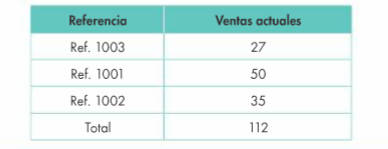 Referencia Ventas actuales
Ref. 1003 27
Ref. 1001 50
Ref. 1002 35
Total 112